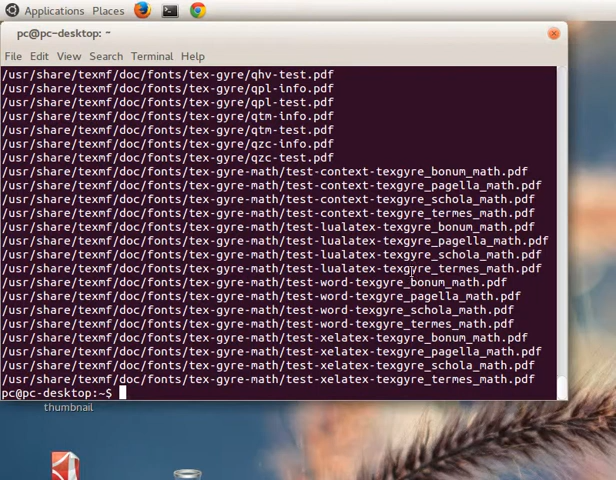 Applications Places
pc@pc-desktop: ~
File Edit View Search Terminal Help
/usr/share/texmf/doc/fonts/tex-gyre/qhv-test.pdf
/usr/share/texmf/doc/fonts/tex-gyre/qpl-info.pdf
/usr/share/texmf/doc/fonts/tex-gyre/qpl-test.pdf
/usr/share/texmf/doc/fonts/tex-gyre/qtm-info.pdf
/usr/share/texmf/doc/fonts/tex-gyre/qtm-test.pdf
/usr/share/texmf/doc/fonts/tex-gyre/qzc-info.pdf
/usr/share/texmf/doc/fonts/tex-gyre/qzc-test.pdf
/usr/share/texmf/doc/fonts/tex-gyre-math/test-context-texgyre_bonum_math.pdf
/usr/share/texmf/doc/fonts/tex-gyre-math/test-context-texgyre_pagella_math.pdf
/usr/share/texmf/doc/fonts/tex-gyre-math/test-context-texgyre_schola_math.pdf
/usr/share/texmf/doc/fonts/tex-gyre-math/test-context-texgyre_termes_math.pdf
/usr/share/texmf/doc/fonts/tex-gyre-math/test-lualatex-texgyre_bonum_math.pdf
/usr/share/texmf/doc/fonts/tex-gyre-math/test-lualatex-texgyre_pagella_math.pdf
/usr/share/texmf/doc/fonts/tex-gyre-math/test-lualatex-texgyre_schola_math.pdf
/usr/share/texmf/doc/fonts/tex-gyre-math/test-lualatex-texgyre_termes_math.pdf
/usr/share/texmf/doc/fonts/tex-gyre-math/test-word-texgyre_bonum_math.pdf
/usr/share/texmf/doc/fonts/tex-gyre-math/test-word-texgyre_pagella_math.pdf
/usr/share/texmf/doc/fonts/tex-gyre-math/test-word-texgyre_schola_math.pdf
/usr/share/texmf/doc/fonts/tex-gyre-math/test-word-texgyre_termes_math.pdf
/usr/share/texmf/doc/fonts/tex-gyre-math/test-xelatex-texgyre_bonum_math.pdf
/usr/share/texmf/doc/fonts/tex-gyre-math/test-xelatex-texgyre_pagella_math.pdf
/usr/share/texmf/doc/fonts/tex-gyre-math/test-xelatex-texgyre_schola_math.pdf
/usr/share/texmf/doc/fonts/tex-gyre-math/test-xelatex-texgyre_termes_math.pdf
pc@pc-desktop:~$
thumbnail